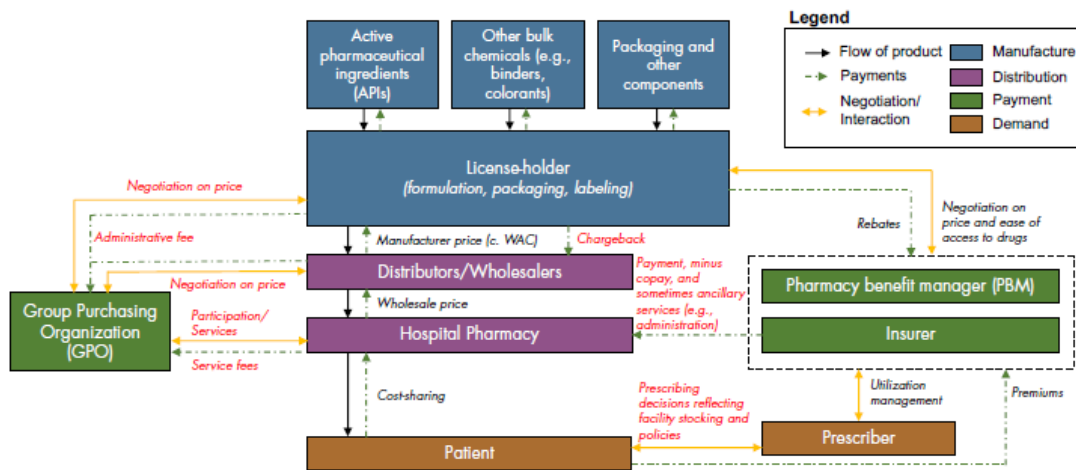 Active
pharmaceutical
ingredients
(APIs)
Other bulk
chemicals (e.g.,
binders,
colorants)
Packaging and
other
components
Legend
Flow of product
Payments
Negotiation/
Interaction
Manufacture
Distribution
Payment
Demand
License-holder
(formulation, packaging, labeling)
Negotiation on price
Administrative fee
Manufacturer price (c. WAC)
Chargeback
Rebates
Negotiation on
price and ease of
access to drugs
Distributors/Wholesalers
Negotiation on price
Wholesale price
Payment, minus
copay, and
sometimes ancillary
services (e.g.,
administration)
Pharmacy benefit manager (PBM)
Insurer
Group Purchasing
Organization
(GPO)
Participation/
Services
Service fees
Hospital Pharmacy
Cost-sharing
Prescribing
decisions reflecting
facility stocking and
policies
Utilization
management
Premiums
Patient
Prescriber